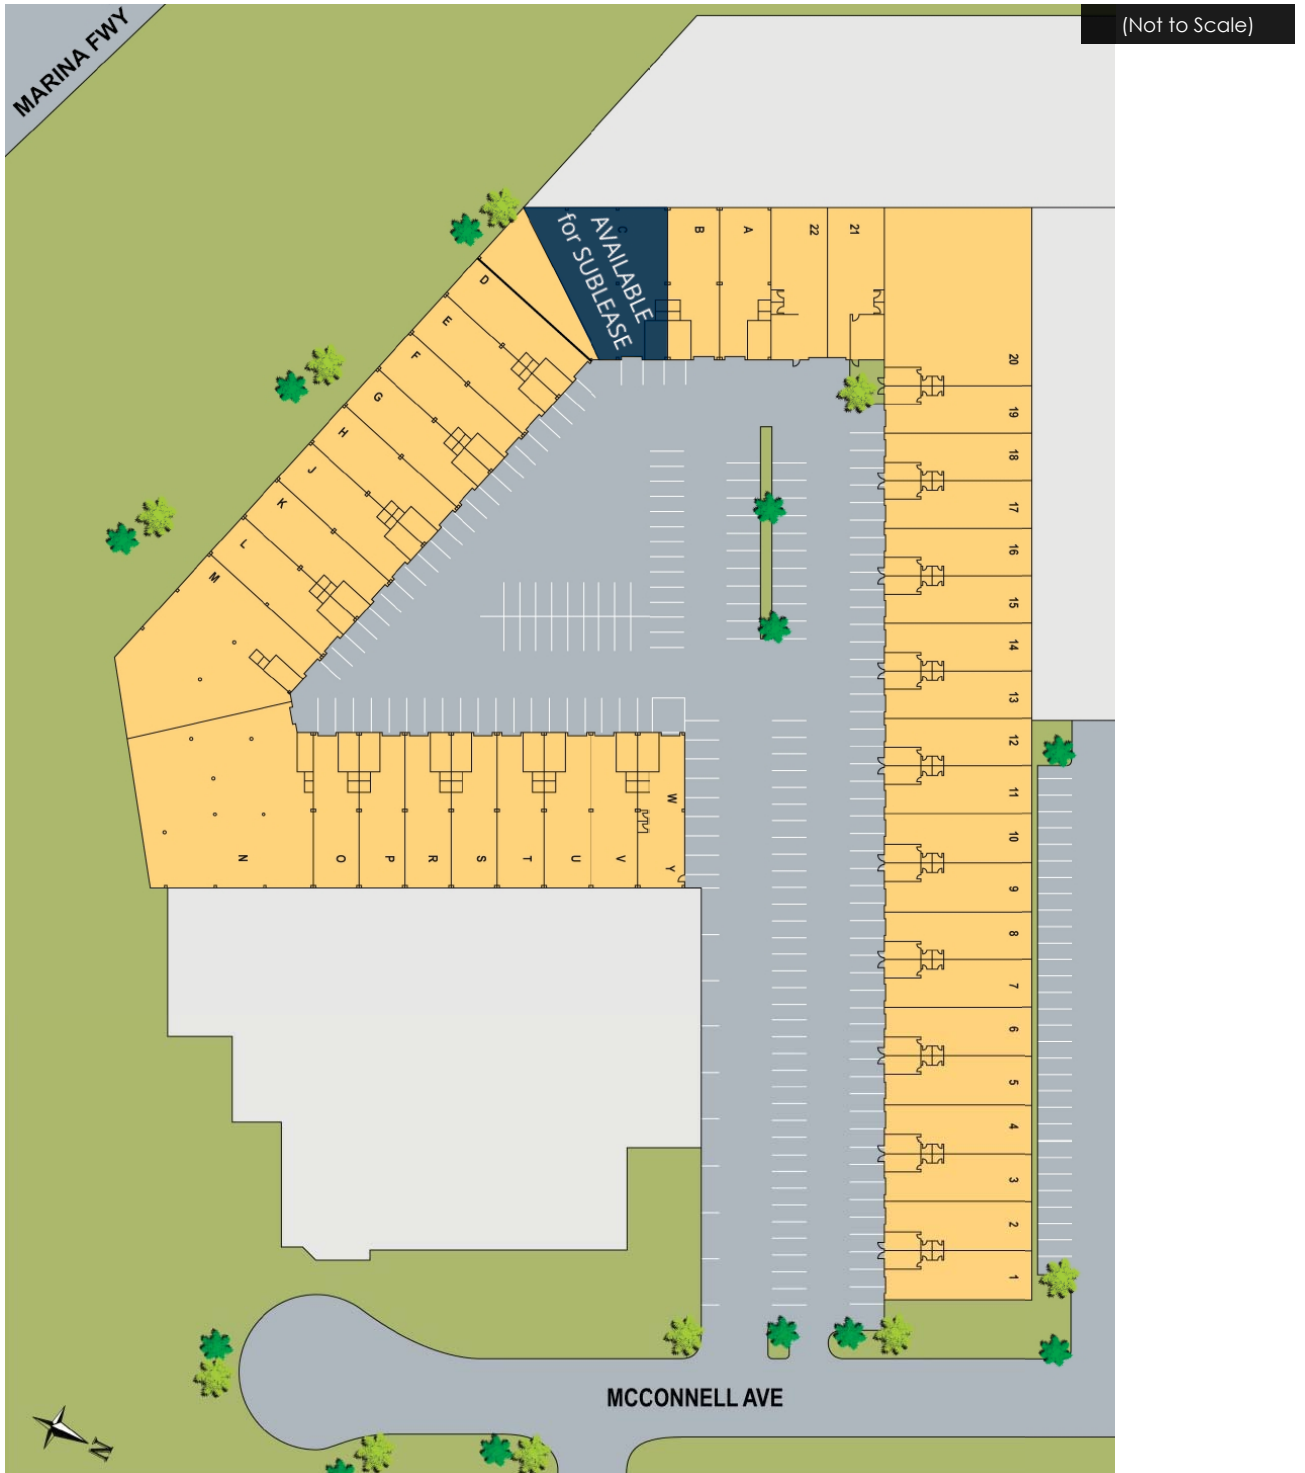 (Not to Scale)
MARINA FWY
C
AVAILABLE
for SUBLEASE
B
A
22
21
D
E
F
G
H
J
K
L
M
20
19
18
17
16
15
14
13
12
11
10
9
8
7
6
5
4
3
2
1
W
Y
N
O
P
R
S
T
U
V
MCCONNELL AVE
N